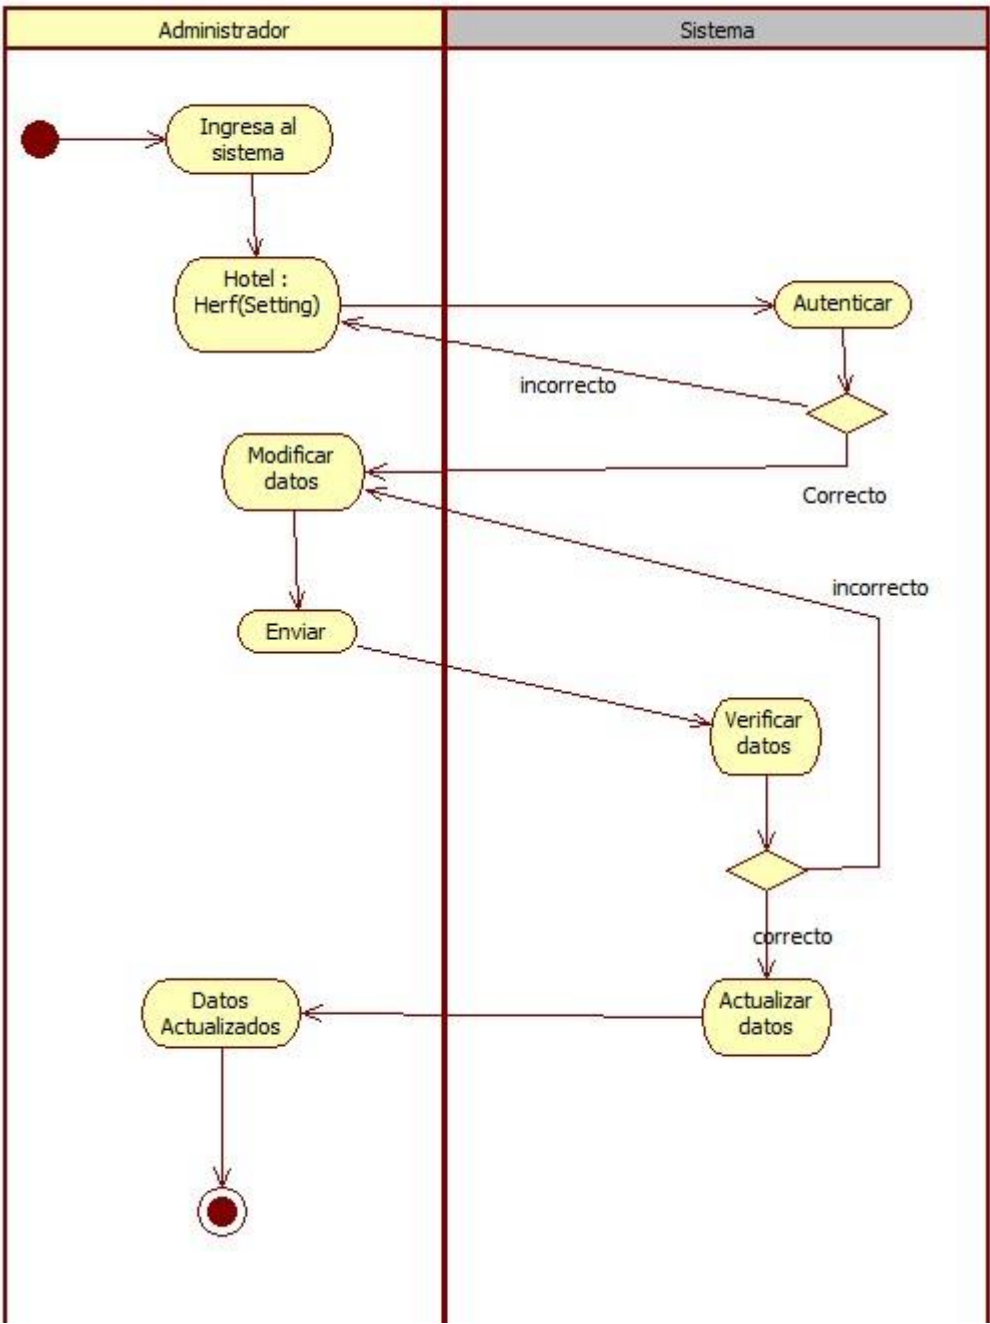 Administrador
Sistema
Ingresa al
sistema
Hotel :
Herf(Setting)
Autenticar
incorrecto
Modificar
datos
Correcto
incorrecto
Enviar
Verificar
datos
correcto
Datos
Actualizados
Actualizar
datos